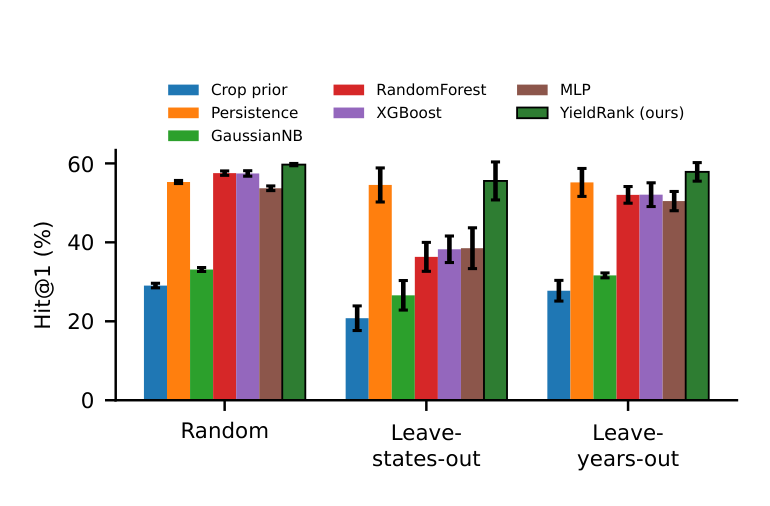 Crop prior
Persistence
GaussianNB
RandomForest
XGBoost
MLP
YieldRank (ours)
Hit@1 (%)
60
40
20
0
Random
Leave-
states-out
Leave-
years-out